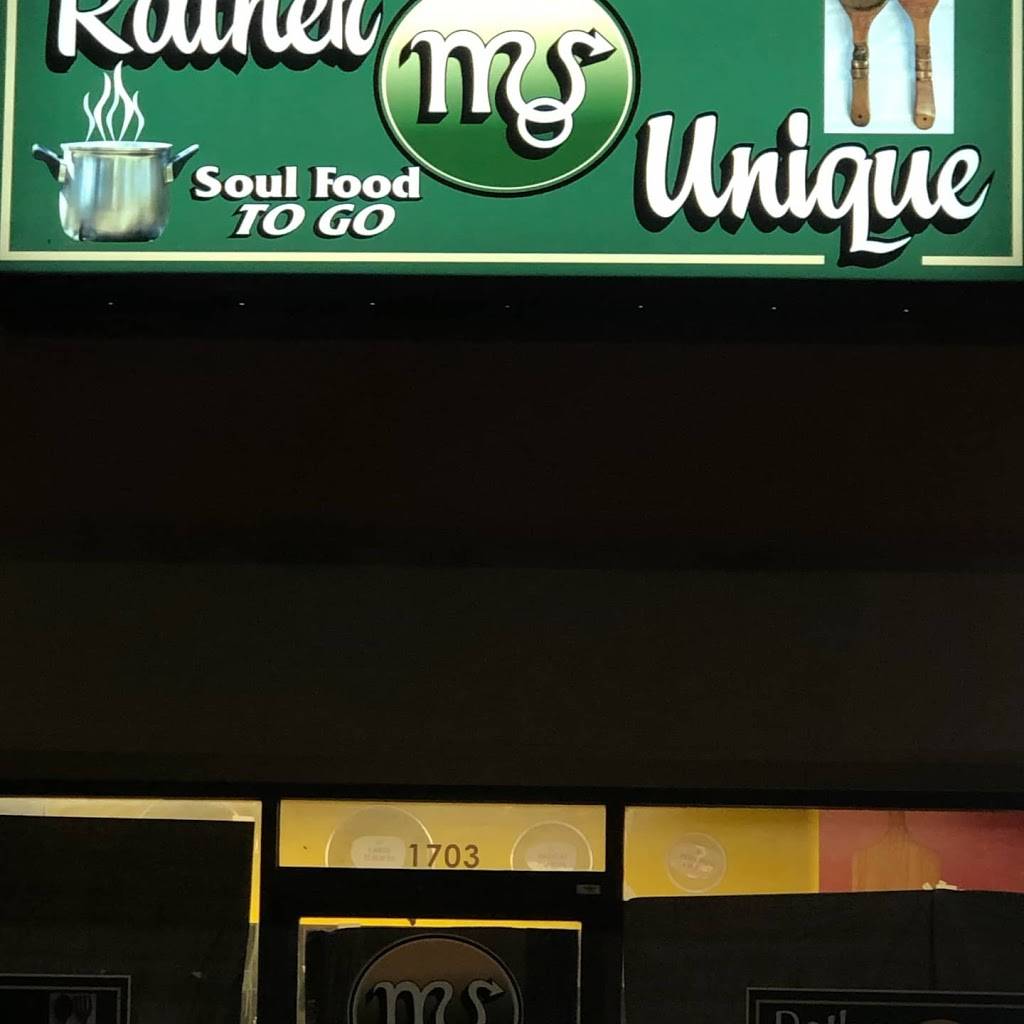 Rather
ms
Unique
Soul Food
TO GO
1703
ms